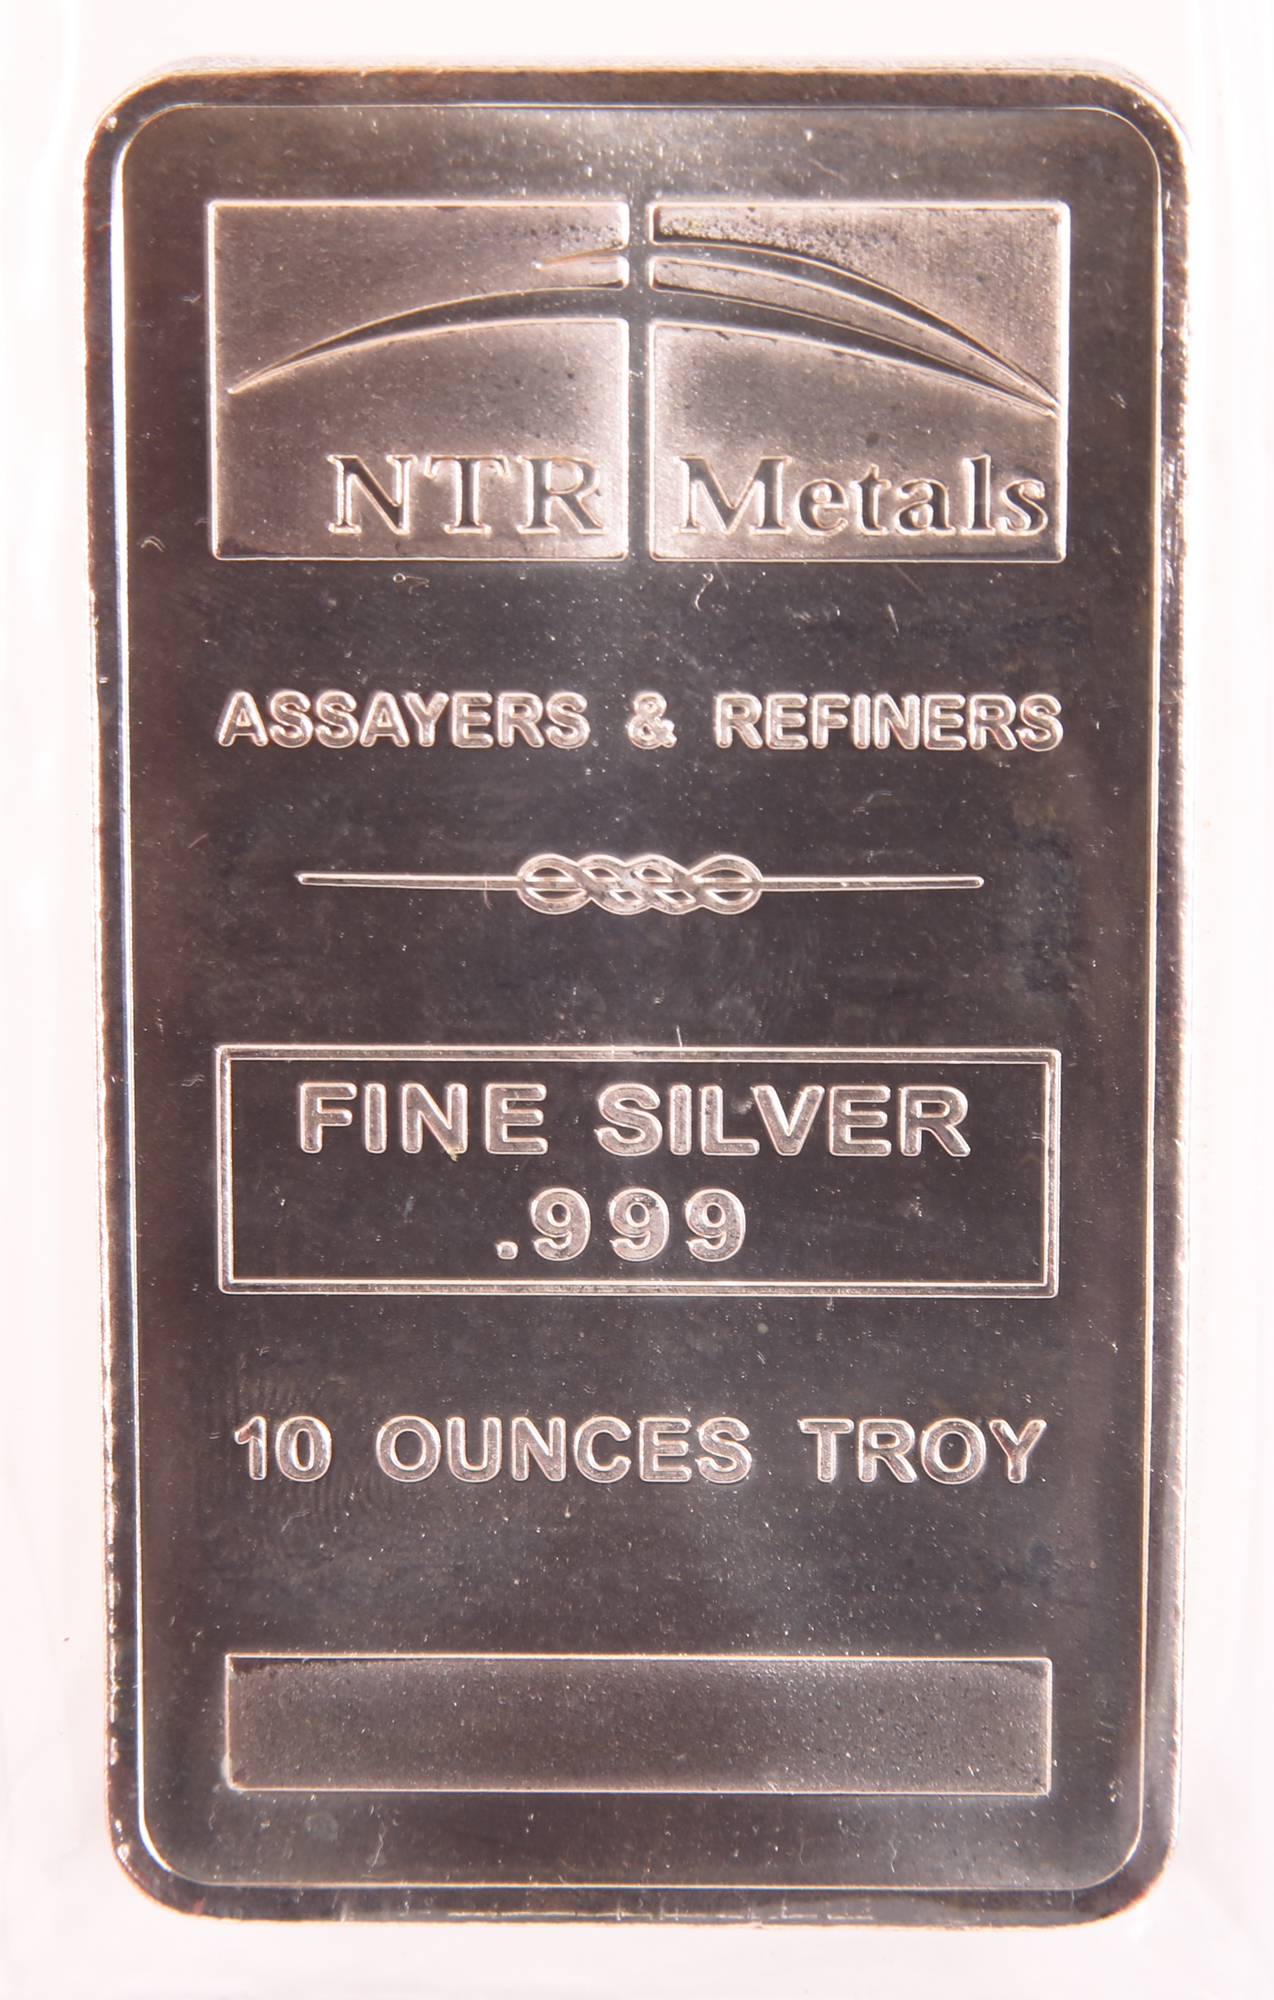 NTR Metals
ASSAYERS & REFINERS
FINE SILVER
.999
10 OUNCES TROY